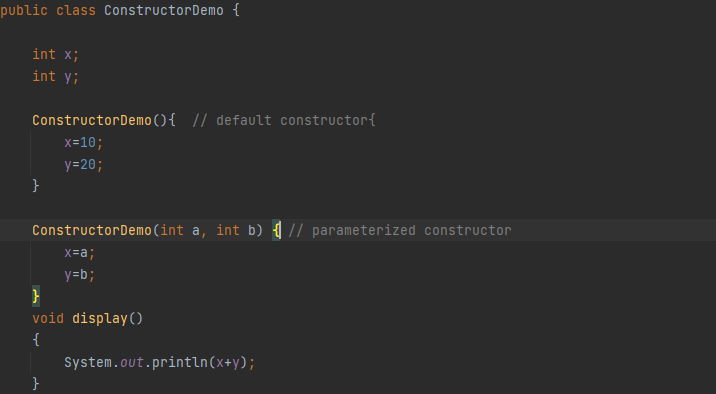 public class ConstructorDemo {
int x;
int y;
ConstructorDemo(){  // default constructor{
x=10;
y=20;
}
ConstructorDemo(int a, int b) { // parameterized constructor
x=a;
y=b;
}
void display()
{
System.out.println(x+y);
}